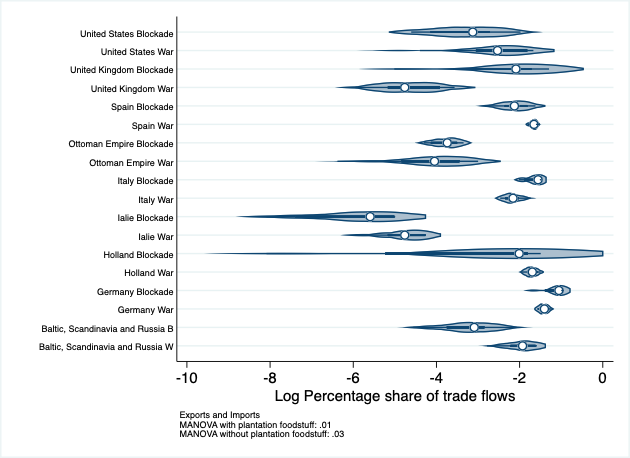 United States Blockade
United States War
United Kingdom Blockade
United Kingdom War
Spain Blockade
Spain War
Ottoman Empire Blockade
Ottoman Empire War
Italy Blockade
Italy War
Ialie Blockade
Ialie War
Holland Blockade
Holland War
Germany Blockade
Germany War
Baltic, Scandinavia and Russia B
Baltic, Scandinavia and Russia W
-10 -8 -6 -4 -2 0
Log Percentage share of trade flows
Exports and Imports
MANOVA with plantation foodstuff: .01
MANOVA without plantation foodstuff: .03